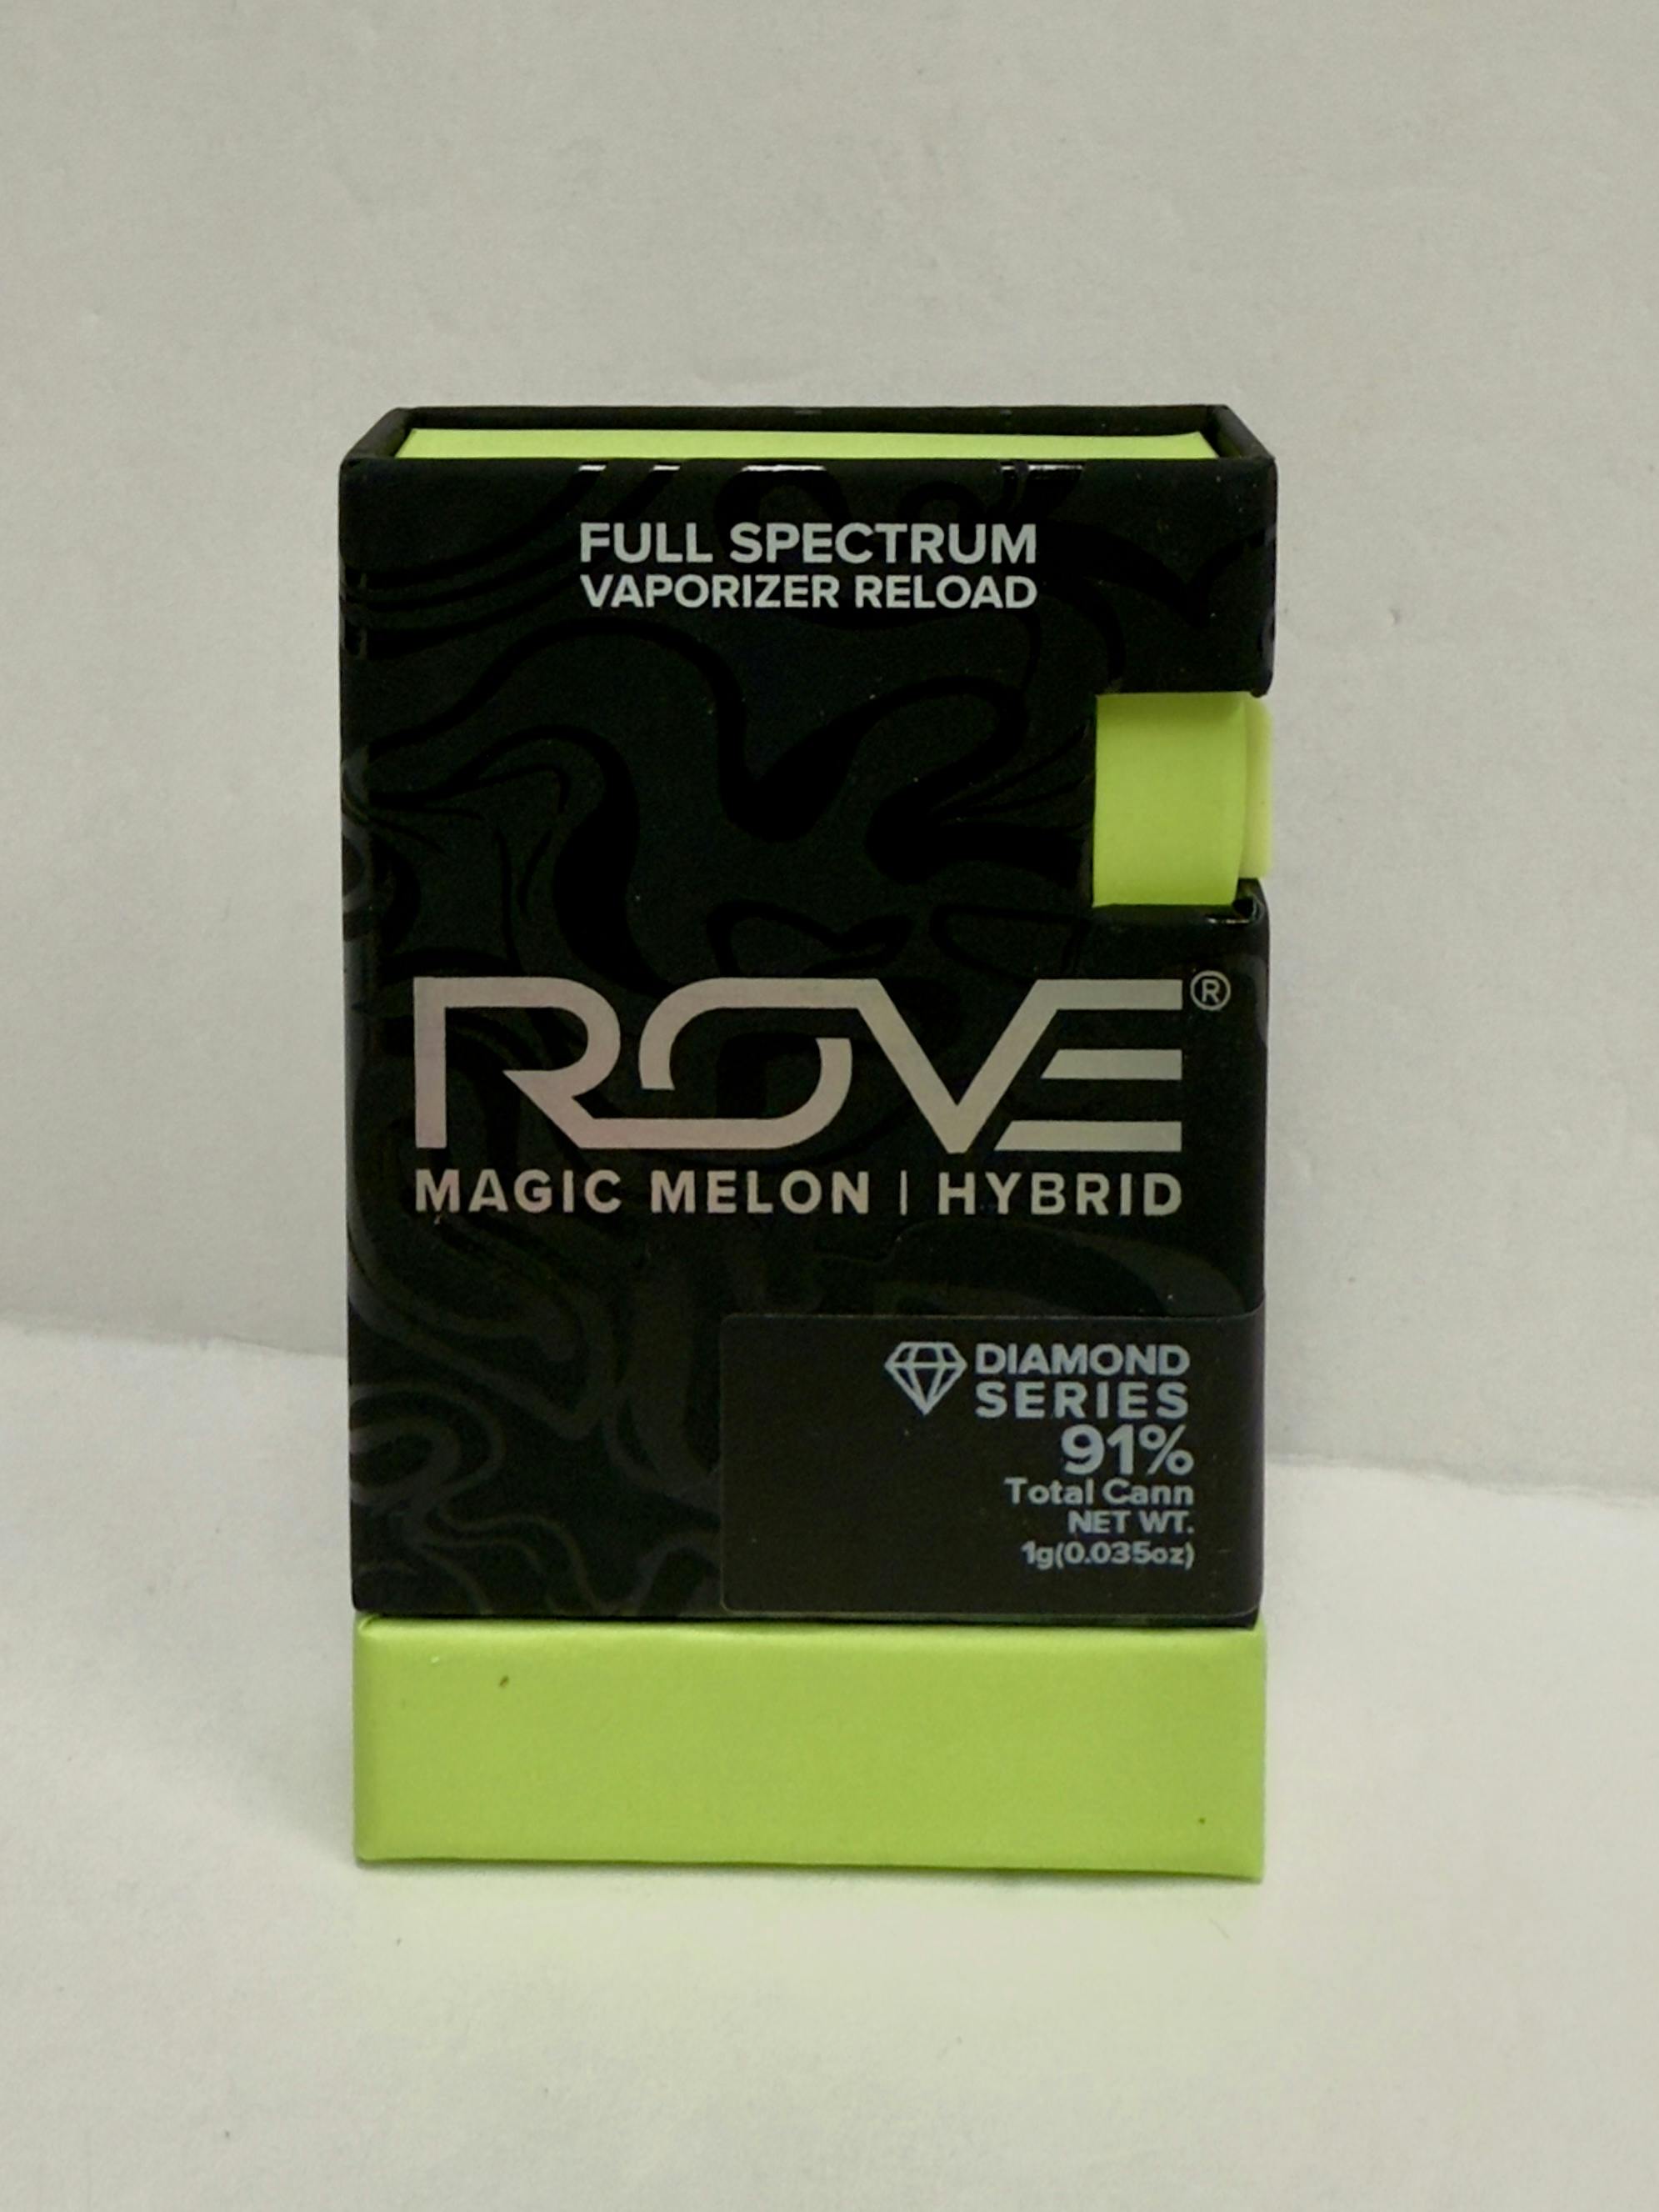 FULL SPECTRUM
VAPORIZER RELOAD
ROVE®
MAGIC MELON | HYBRID
DIAMOND
SERIES
91%
Total Cann
NET WT.
1g(0.035oz)